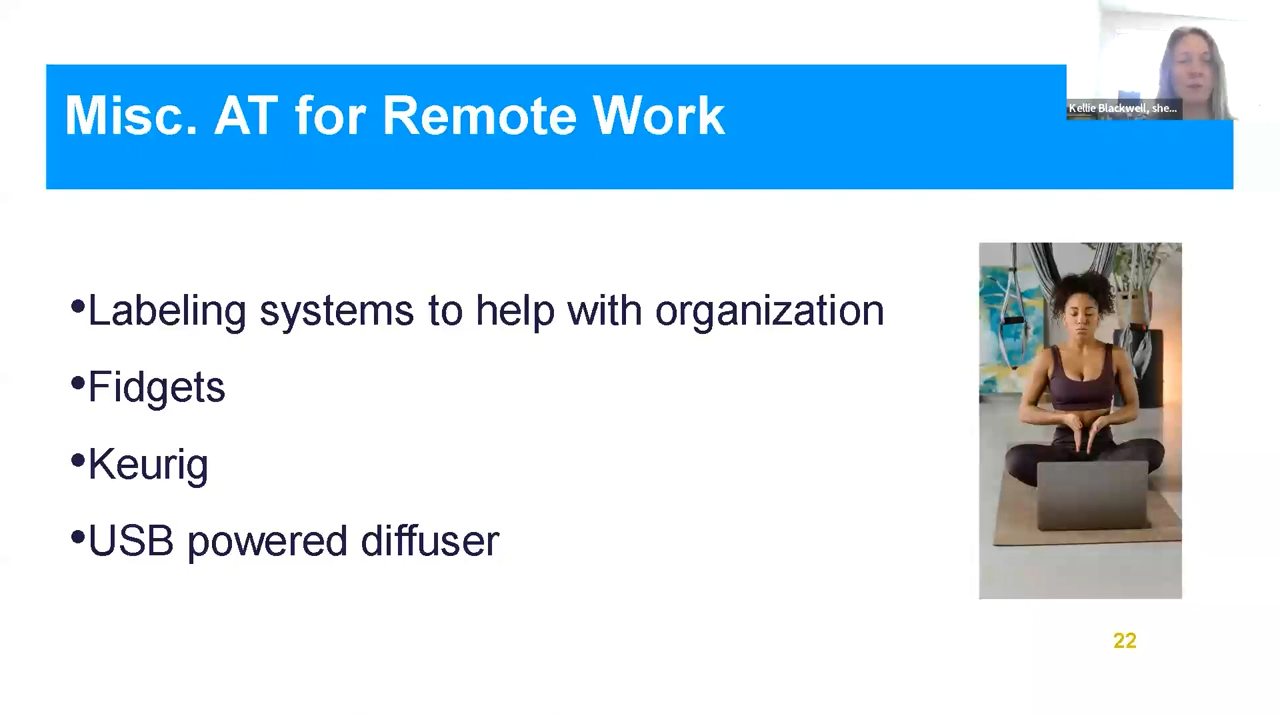 Misc. AT for Remote Work
Kellie Blackwell, she...
•Labeling systems to help with organization
•Fidgets
•Keurig
•USB powered diffuser
22